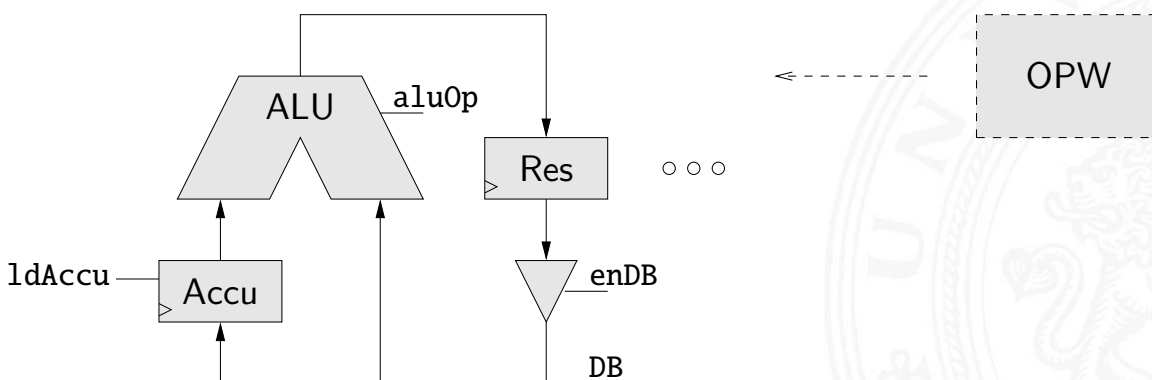 ALU
aluOp
OPW
Res
ldAccu
Accu
enDB
DB
U N